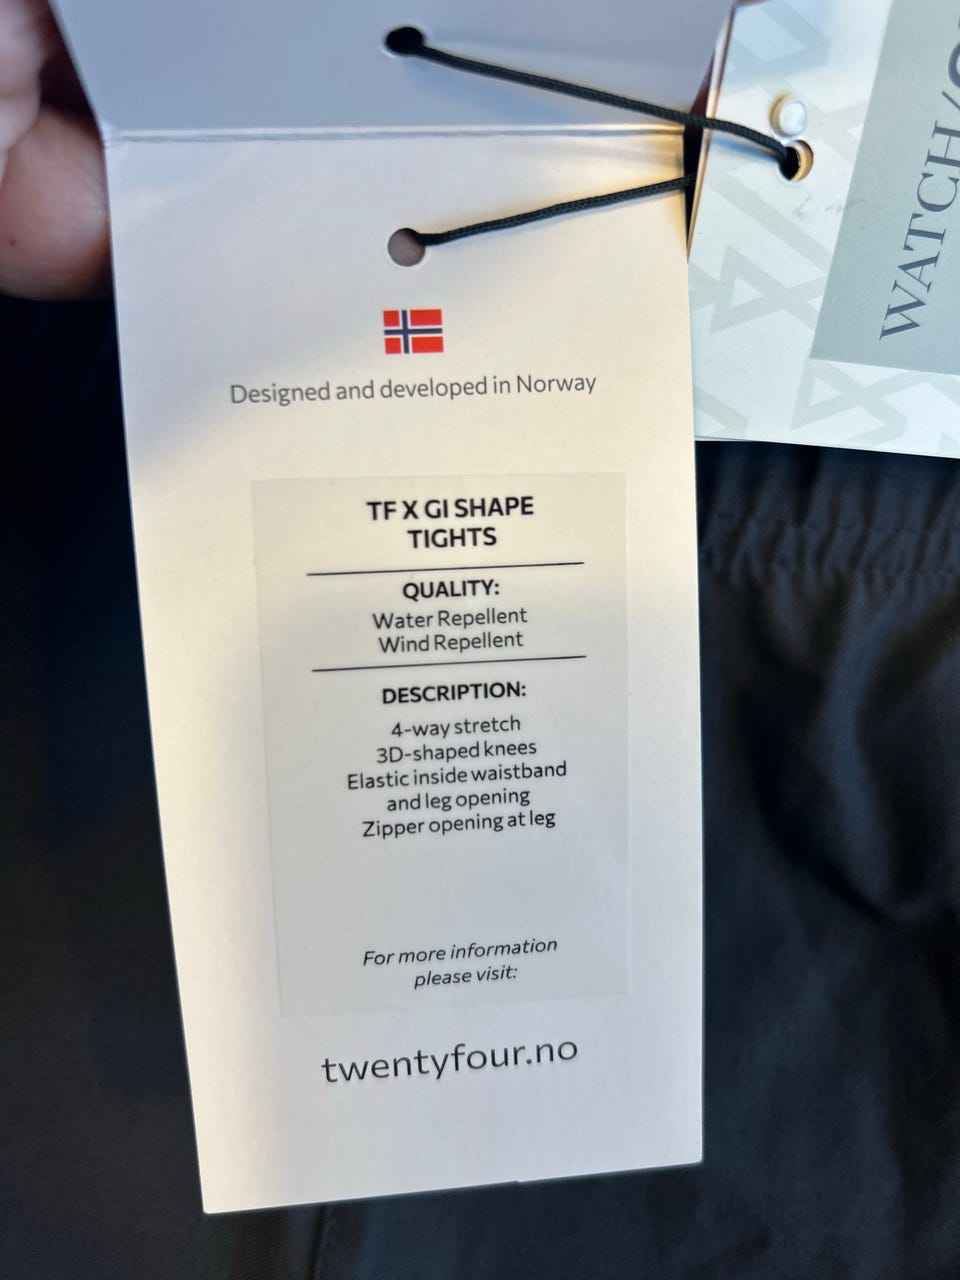 WATCH/
Designed and developed in Norway
TF X GI SHAPE
TIGHTS
QUALITY:
Water Repellent
Wind Repellent
DESCRIPTION:
4-way stretch
3D-shaped knees
Elastic inside waistband
and leg opening
Zipper opening at leg
For more information
please visit:
twentyfour.no